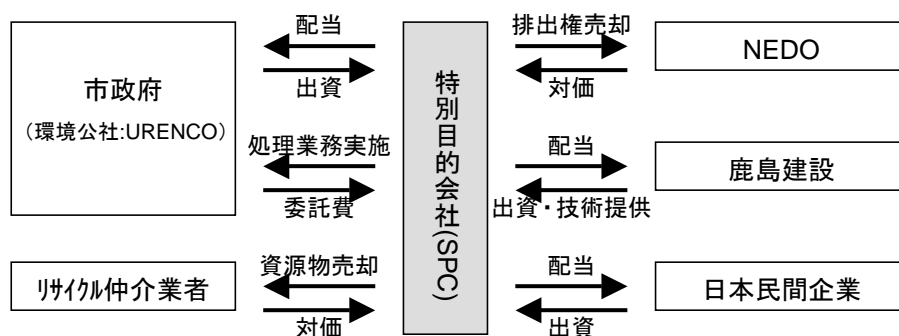 配当
出資
市政府
（環境公社:URENCO）
処理業務実施
委託費
ﾘｻｲｸﾙ仲介業者
資源物売却
対価
特別目的会社(SPC)
排出権売却
対価
NEDO
配当
出資・技術提供
鹿島建設
配当
出資
日本民間企業